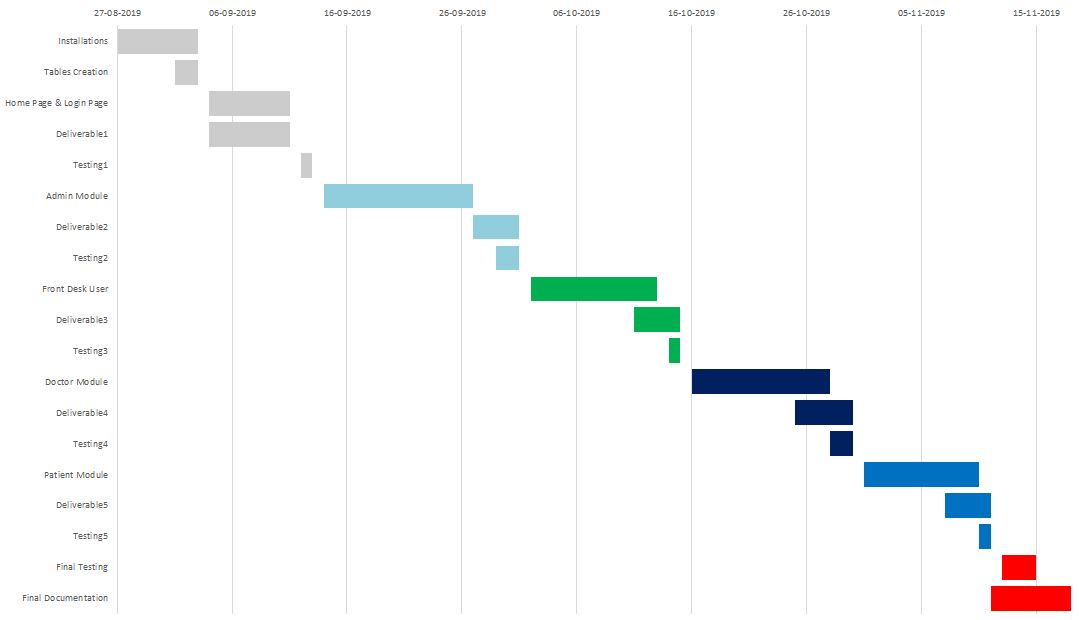 27-08-2019 06-09-2019 16-09-2019 26-09-2019 06-10-2019 16-10-2019 26-10-2019 05-11-2019 15-11-2019
Installations
Tables Creation
Home Page & Login Page
Deliverable1
Testing1
Admin Module
Deliverable2
Testing2
Front Desk User
Deliverable3
Testing3
Doctor Module
Deliverable4
Testing4
Patient Module
Deliverable5
Testing5
Final Testing
Final Documentation